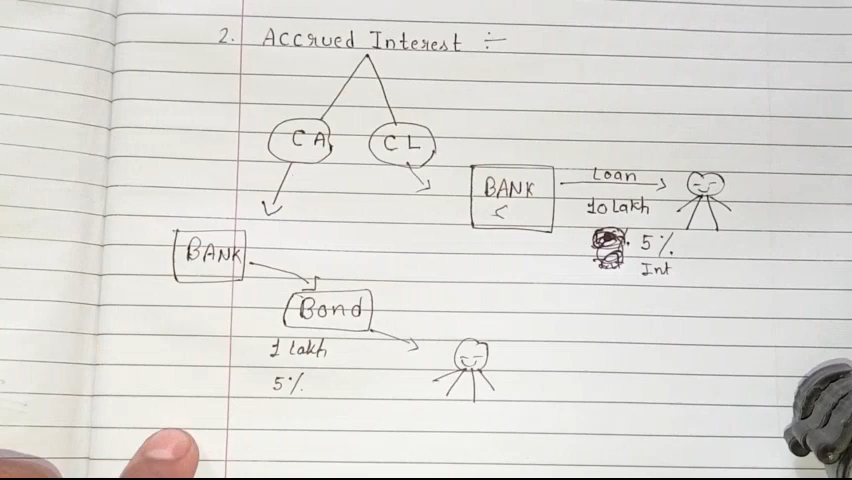 2. Accrued Interest ÷
CA
CL
BANK
Loan
10 Lakh
5%
Int
BANK
Bond
1 Lakh
5%